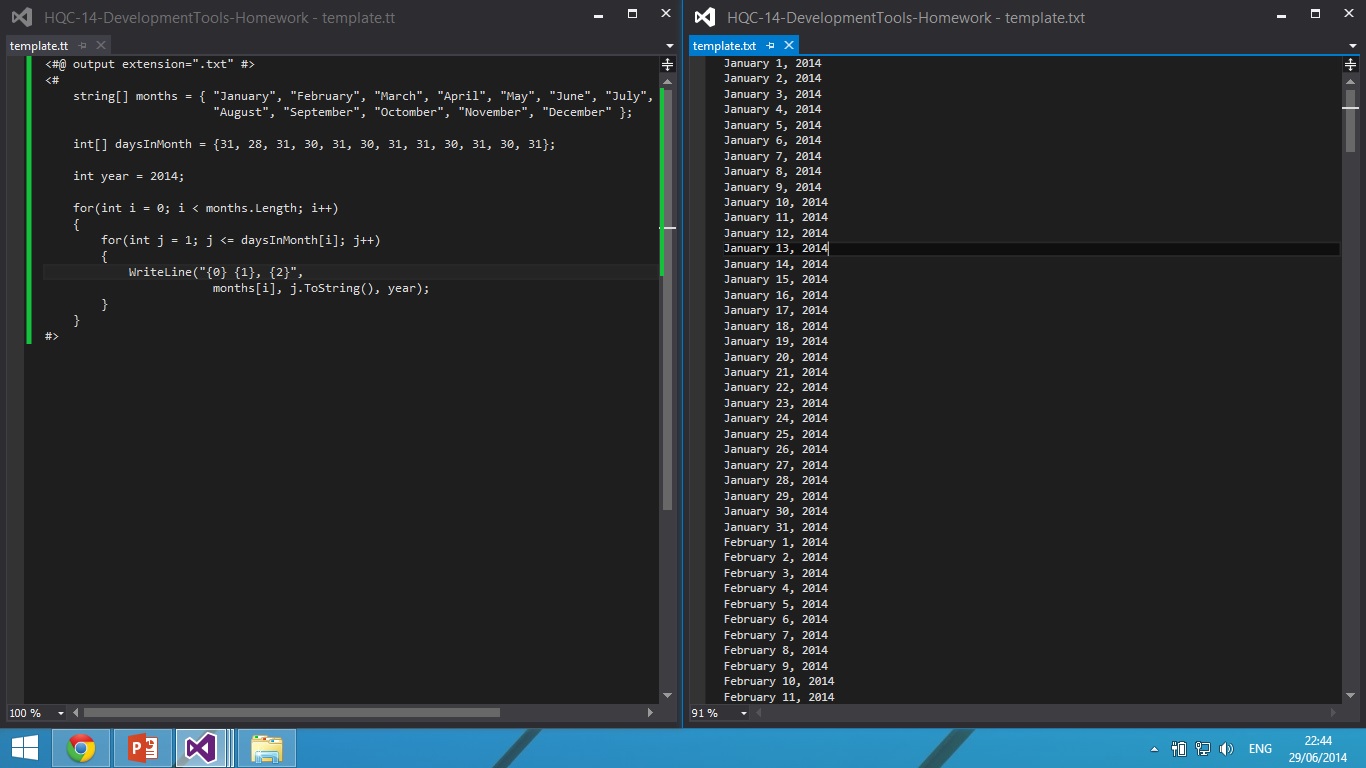 HQC-14-DevelopmentTools-Homework - template.tt
template.tt
<#@ output extension=".txt" #>
<#
string[] months = { "January", "February", "March", "April", "May", "June", "July",
"August", "September", "Octomber", "November", "December" };
int[] daysInMonth = {31, 28, 31, 30, 31, 30, 31, 31, 30, 31, 30, 31};
int year = 2014;
for(int i = 0; i < months.Length; i++)
{
for(int j = 1; j <= daysInMonth[i]; j++)
{
WriteLine("{0} {1}, {2}",
months[i], j.ToString(), year);
}
}
#>
100 %
HQC-14-DevelopmentTools-Homework - template.txt
template.txt
January 1, 2014
January 2, 2014
January 3, 2014
January 4, 2014
January 5, 2014
January 6, 2014
January 7, 2014
January 8, 2014
January 9, 2014
January 10, 2014
January 11, 2014
January 12, 2014
January 13, 2014
January 14, 2014
January 15, 2014
January 16, 2014
January 17, 2014
January 18, 2014
January 19, 2014
January 20, 2014
January 21, 2014
January 22, 2014
January 23, 2014
January 24, 2014
January 25, 2014
January 26, 2014
January 27, 2014
January 28, 2014
January 29, 2014
January 30, 2014
January 31, 2014
February 1, 2014
February 2, 2014
February 3, 2014
February 4, 2014
February 5, 2014
February 6, 2014
February 7, 2014
February 8, 2014
February 9, 2014
February 10, 2014
February 11, 2014
91 %
ENG
22:44
29/06/2014